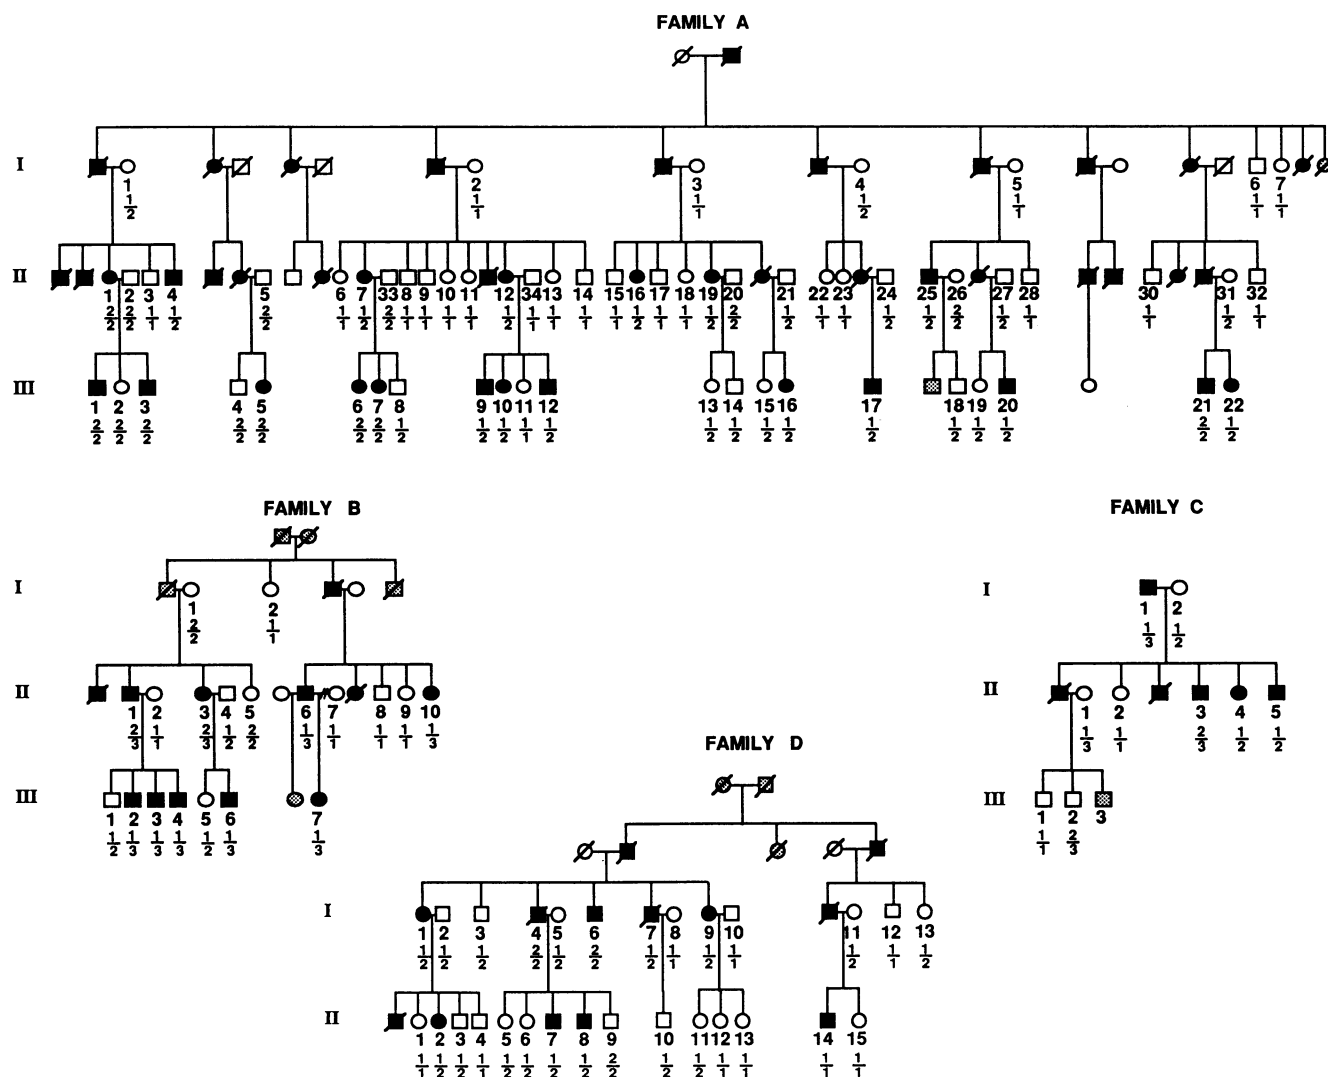 FAMILY A
I
1 2 3 4 5 6 7
1/2 1/1 1/1 1/2 1/1 1/1 1/1
II
1 2 3 4 5 6 7 33 8 9 10 11 12 34 13 14 15 16 17 18 19 20 21 22 23 24 25 26 27 28 30 31 32
2/2 2/2 1/1 1/2 2/2 1/1 1/2 2/2 1/1 1/1 1/1 1/1 1/2 1/1 1/1 1/1 1/1 1/2 1/1 1/1 1/2 2/2 1/2 1/1 1/1 1/2 1/2 2/2 1/2 1/1 1/1 1/2 1/1
III
1 2 3 4 5 6 7 8 9 10 11 12 13 14 15 16 17 18 19 20 21 22
2/2 2/2 2/2 2/2 2/2 2/2 2/2 1/2 1/2 1/2 1/1 1/2 1/2 1/2 1/2 1/2 1/2 1/2 1/2 1/2 2/2 1/2
FAMILY B
I
1 2
2/2 1/1
II
1 2 3 4 5 6 7 8 9 10
2/3 1/1 2/3 1/2 2/2 1/3 1/1 1/1 1/1 1/3
III
1 2 3 4 5 6 7
1/2 1/3 1/3 1/3 1/2 1/3 1/3
FAMILY C
I
1 2
1/3 1/2
II
1 2 3 4 5
1/3 1/1 2/3 1/2 1/2
III
1 2 3
1/1 2/3
FAMILY D
I
1 2 3 4 5 6 7 8 9 10 11 12 13
1/2 1/2 1/2 2/2 1/2 2/2 1/2 1/1 1/2 1/1 1/2 1/1 1/2
II
1 2 3 4 5 6 7 8 9 10 11 12 13 14 15
1/1 1/2 1/2 1/1 1/2 1/2 1/2 1/2 2/2 1/2 1/2 1/1 1/1 1/1 1/1